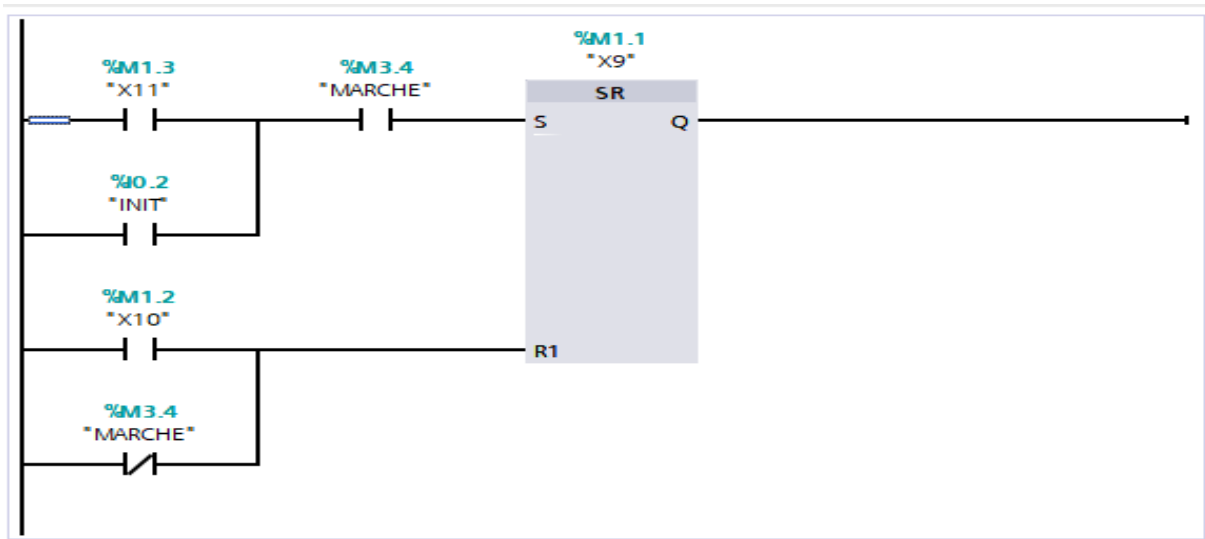 %M1.1
"X9"
%M1.3
"X11"
%M3.4
"MARCHE"
SR
S
Q
%I0.2
"INIT"
%M1.2
"X10"
R1
%M3.4
"MARCHE"